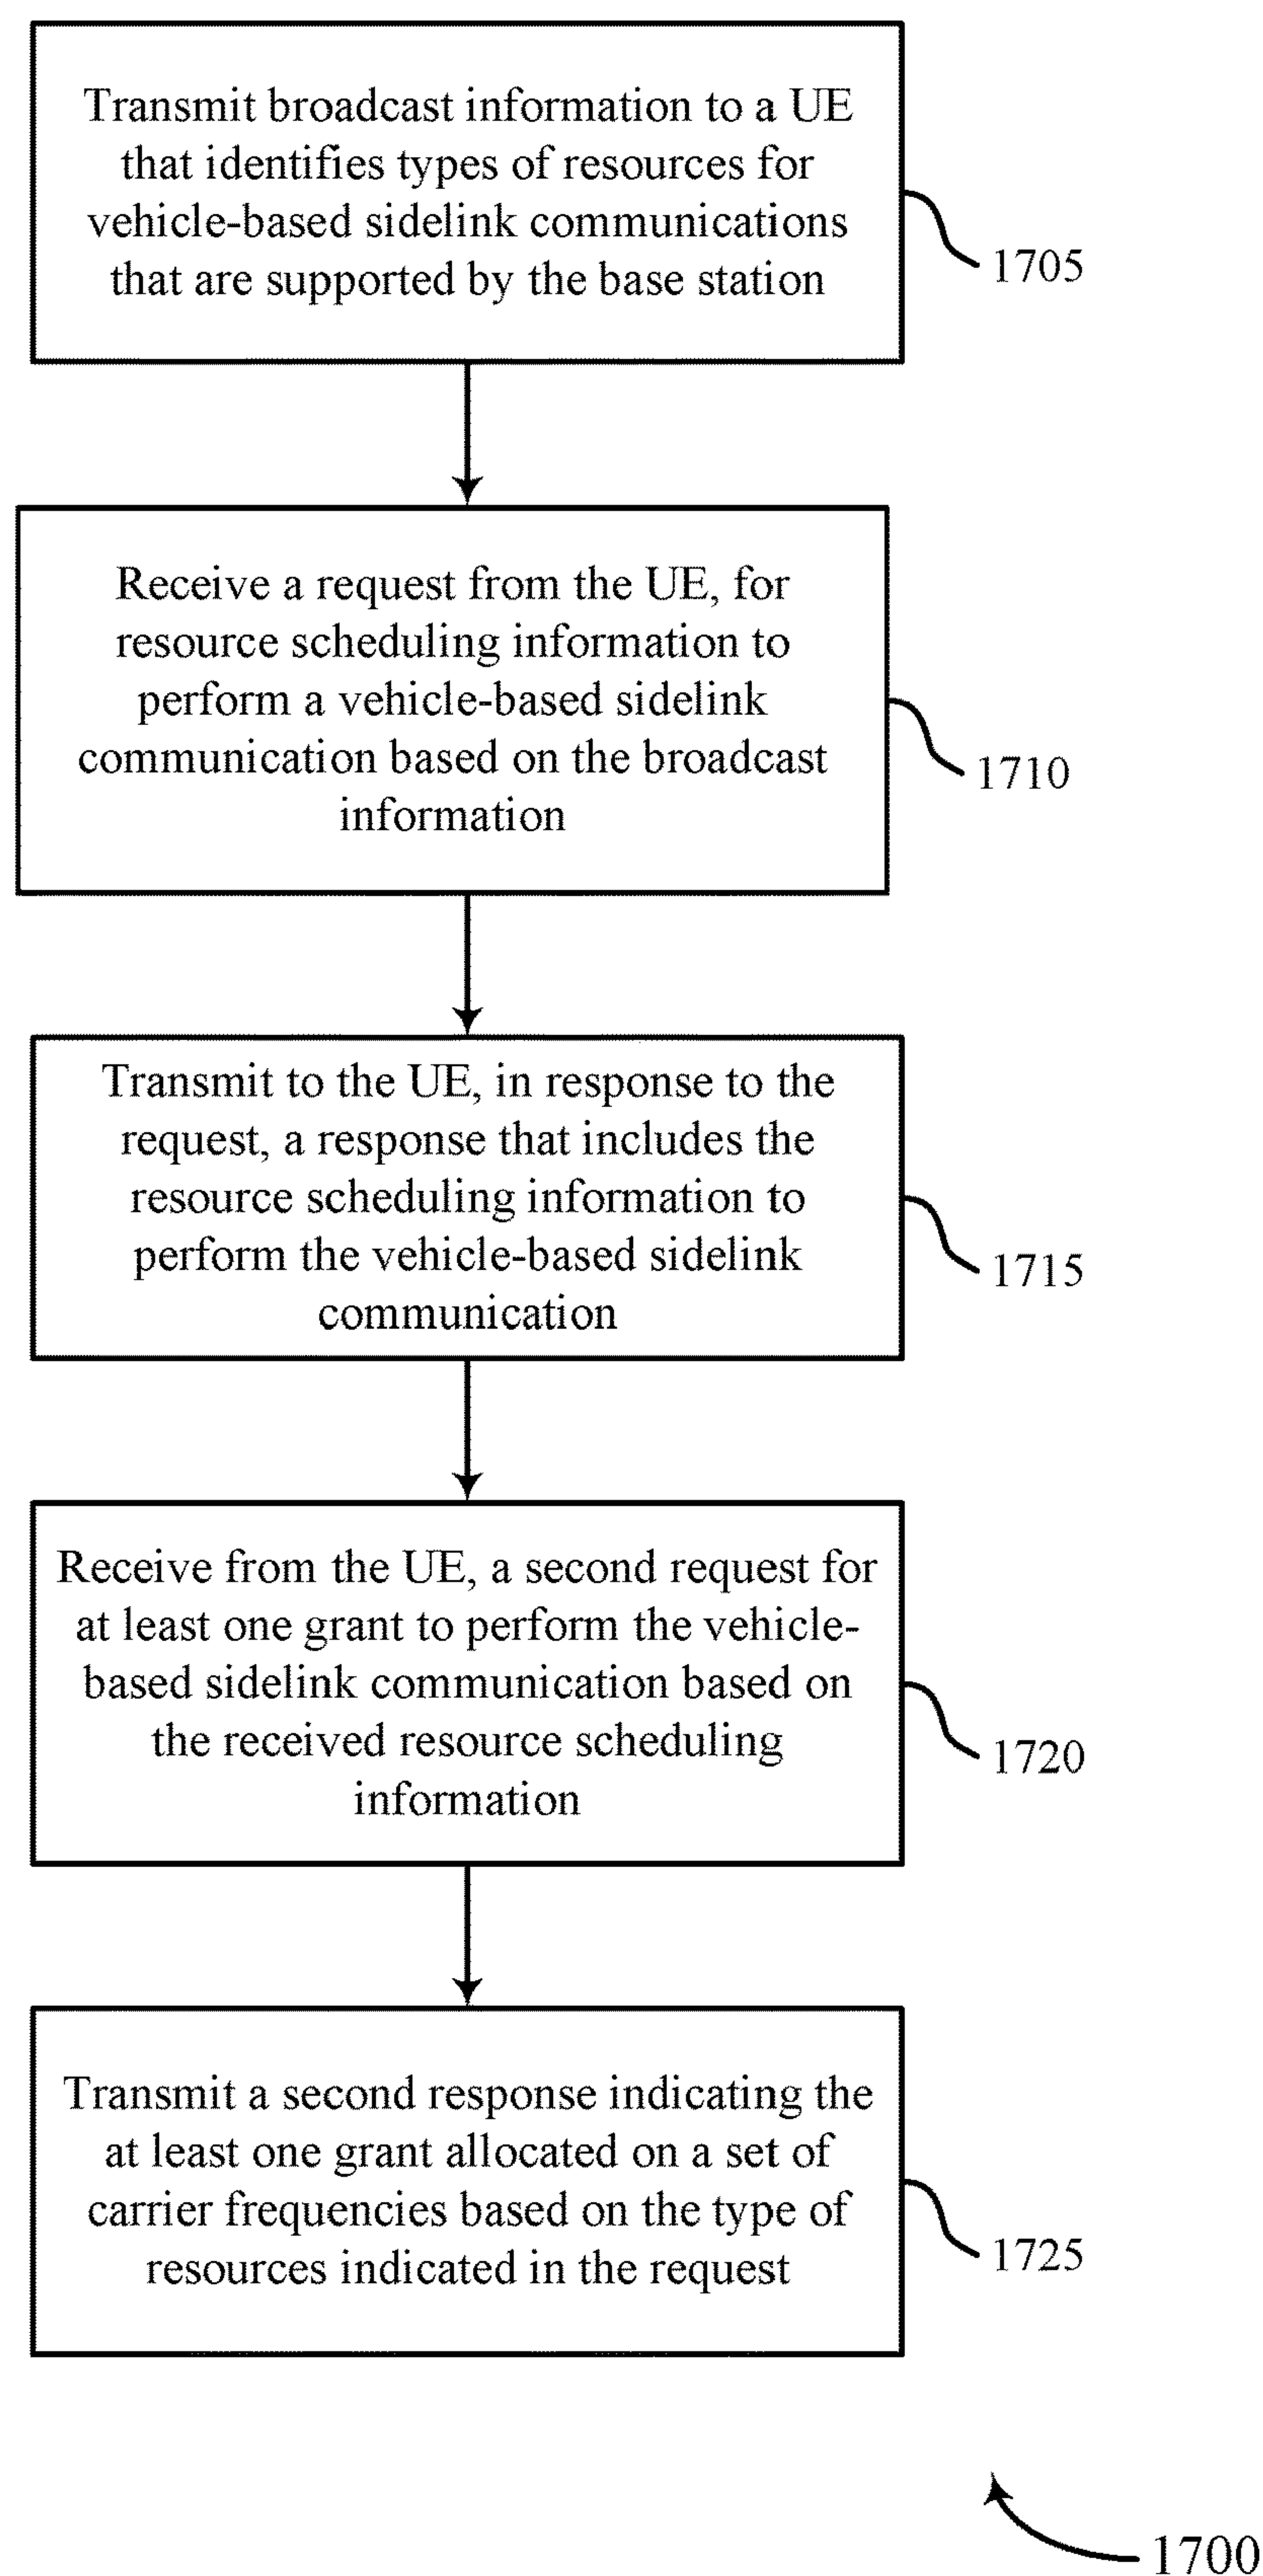 Transmit broadcast information to a UE
that identifies types of resources for
vehicle-based sidelink communications
that are supported by the base station
1705
Receive a request from the UE, for
resource scheduling information to
perform a vehicle-based sidelink
communication based on the broadcast
information
1710
Transmit to the UE, in response to the
request, a response that includes the
resource scheduling information to
perform the vehicle-based sidelink
communication
1715
Receive from the UE, a second request for
at least one grant to perform the vehicle-
based sidelink communication based on
the received resource scheduling
information
1720
Transmit a second response indicating the
at least one grant allocated on a set of
carrier frequencies based on the type of
resources indicated in the request
1725
1700